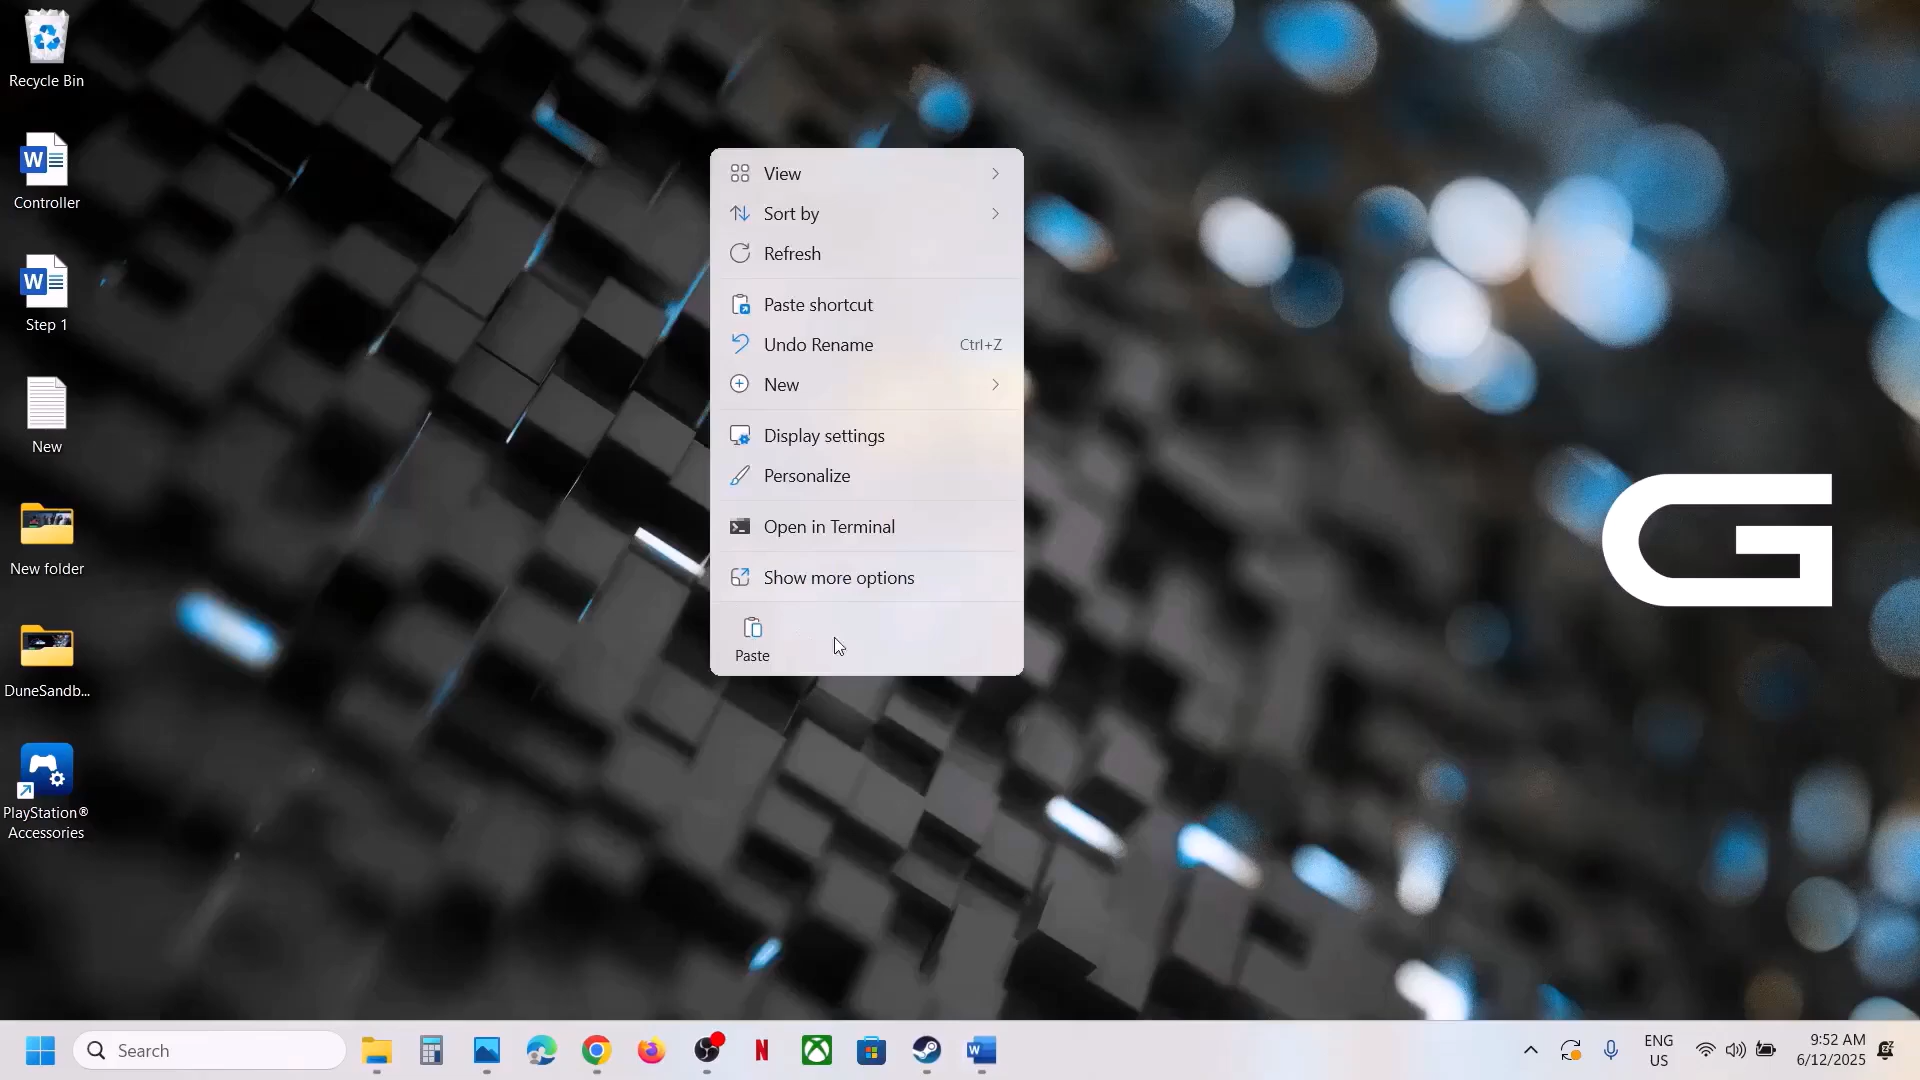 Recycle Bin
Controller
Step 1
New
New folder
DuneSandb...
PlayStation®
Accessories
View
Sort by
Refresh
Paste shortcut
Undo Rename Ctrl+Z
New
Display settings
Personalize
Open in Terminal
Show more options
Paste
G
Search
ENG
US
9:52 AM
6/12/2025